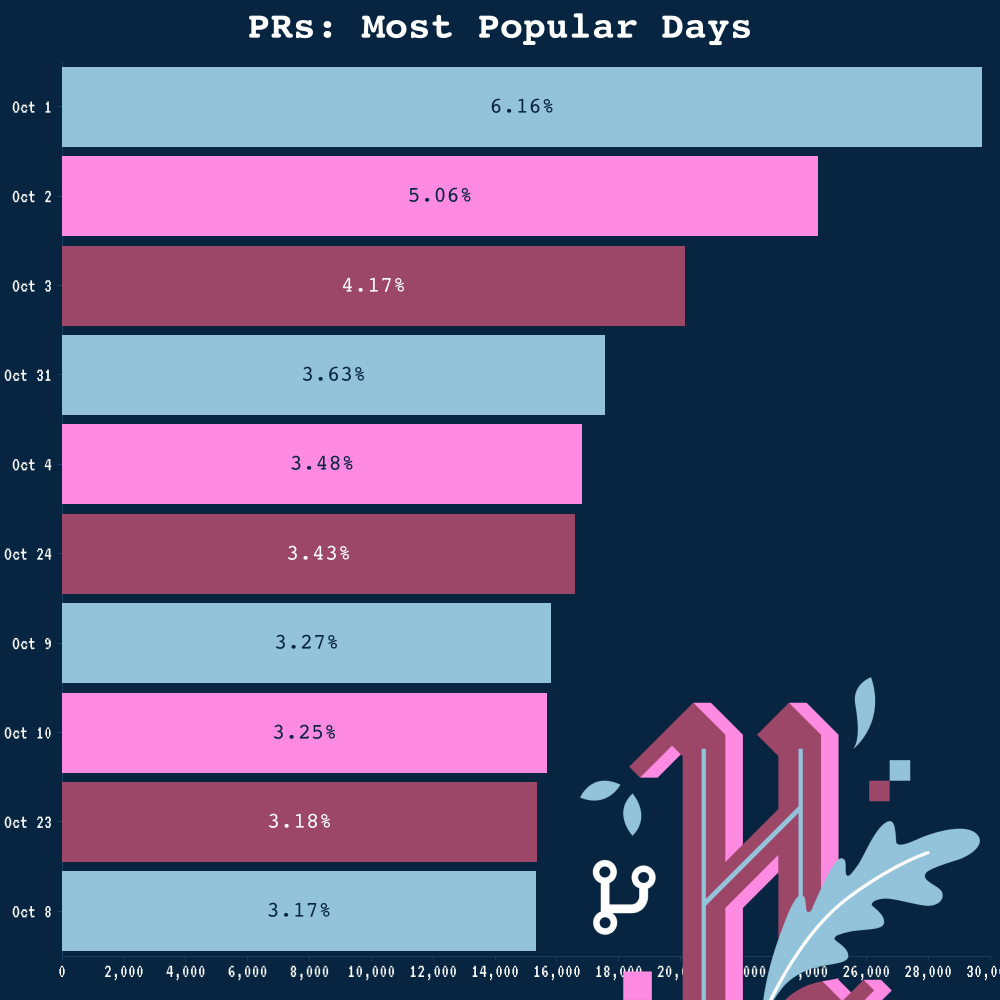 PRs: Most Popular Days
Oct 1 6.16%
Oct 2 5.06%
Oct 3 4.17%
Oct 31 3.63%
Oct 4 3.48%
Oct 24 3.43%
Oct 9 3.27%
Oct 10 3.25%
Oct 23 3.18%
Oct 8 3.17%
0 2,000 4,000 6,000 8,000 10,000 12,000 14,000 16,000 18,000 26,000 28,000